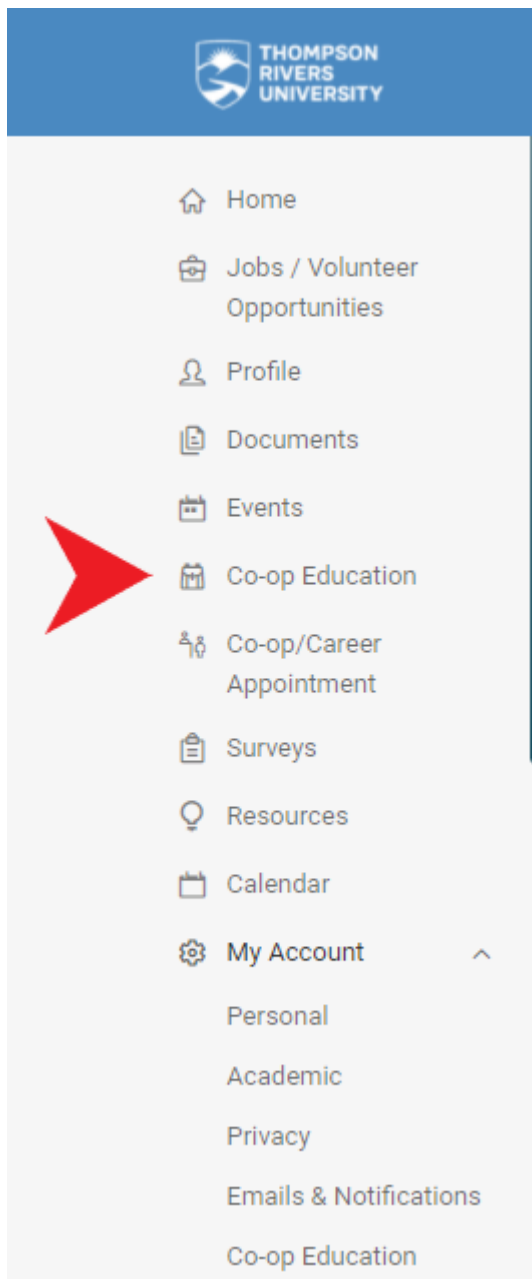 THOMPSON
RIVERS
UNIVERSITY
Home
Jobs / Volunteer
Opportunities
Profile
Documents
Events
Co-op Education
Co-op/Career
Appointment
Surveys
Resources
Calendar
My Account
Personal
Academic
Privacy
Emails & Notifications
Co-op Education